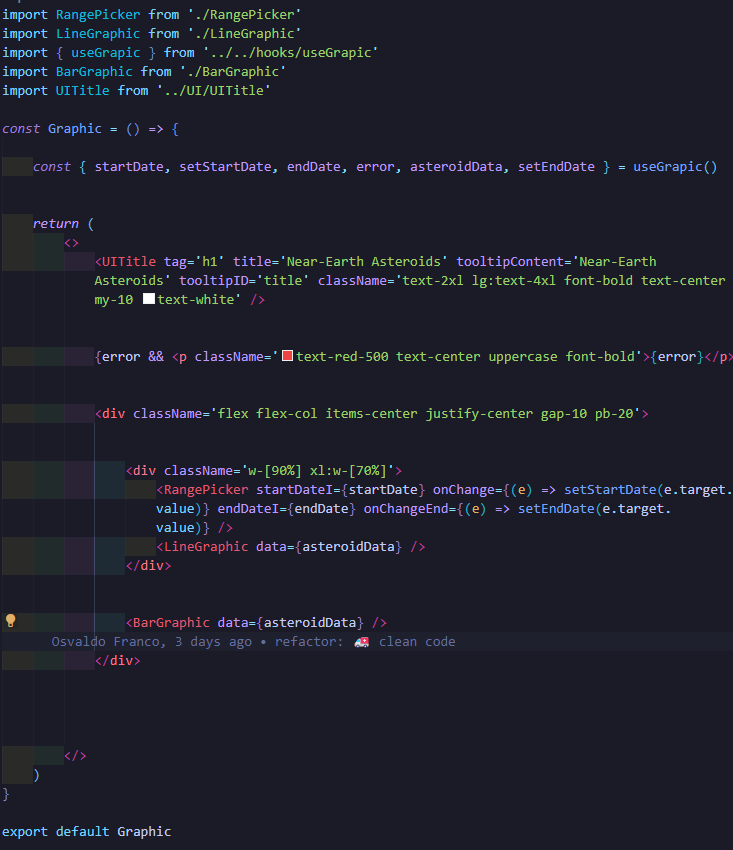 import RangePicker from './RangePicker'
import LineGraphic from './LineGraphic'
import { useGrapic } from '../../hooks/useGrapic'
import BarGraphic from './BarGraphic'
import UITitle from '../UI/UITitle'
const Graphic = () => {
const { startDate, setStartDate, endDate, error, asteroidData, setEndDate } = useGrapic()
return (
<>
<UITitle tag='h1' title='Near-Earth Asteroids' tooltipContent='Near-Earth
Asteroids' tooltipID='title' className='text-2xl lg:text-4xl font-bold text-center
my-10 text-white' />
{error && <p className='text-red-500 text-center uppercase font-bold'>{error}</p>
<div className='flex flex-col items-center justify-center gap-10 pb-20'>
<div className='w-[90%] xl:w-[70%]'>
<RangePicker startDateI={startDate} onChange={(e) => setStartDate(e.target.
value)} endDateI={endDate} onChangeEnd={(e) => setEndDate(e.target.
value)} />
<LineGraphic data={asteroidData} />
</div>
<BarGraphic data={asteroidData} />
Osvaldo Franco, 3 days ago • refactor: 🚑 clean code
</div>
</>
)
}
export default Graphic